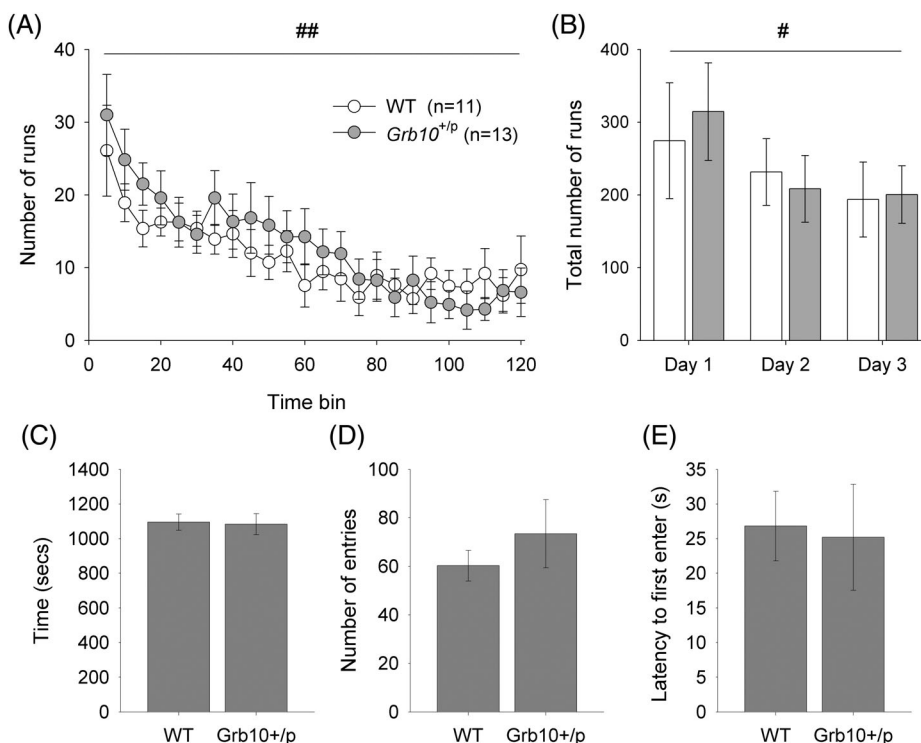 (A)
##
40
30
20
10
0
Number of runs
WT (n=11)
Grb10+/p (n=13)
0 20 40 60 80 100 120
Time bin
(B)
#
400
300
200
100
0
Total number of runs
Day 1 Day 2 Day 3
(C)
1400
1200
1000
800
600
400
200
0
Time (secs)
WT Grb10+/p
(D)
100
80
60
40
20
0
Number of entries
WT Grb10+/p
(E)
35
30
25
20
15
10
5
0
Latency to first enter (s)
WT Grb10+/p